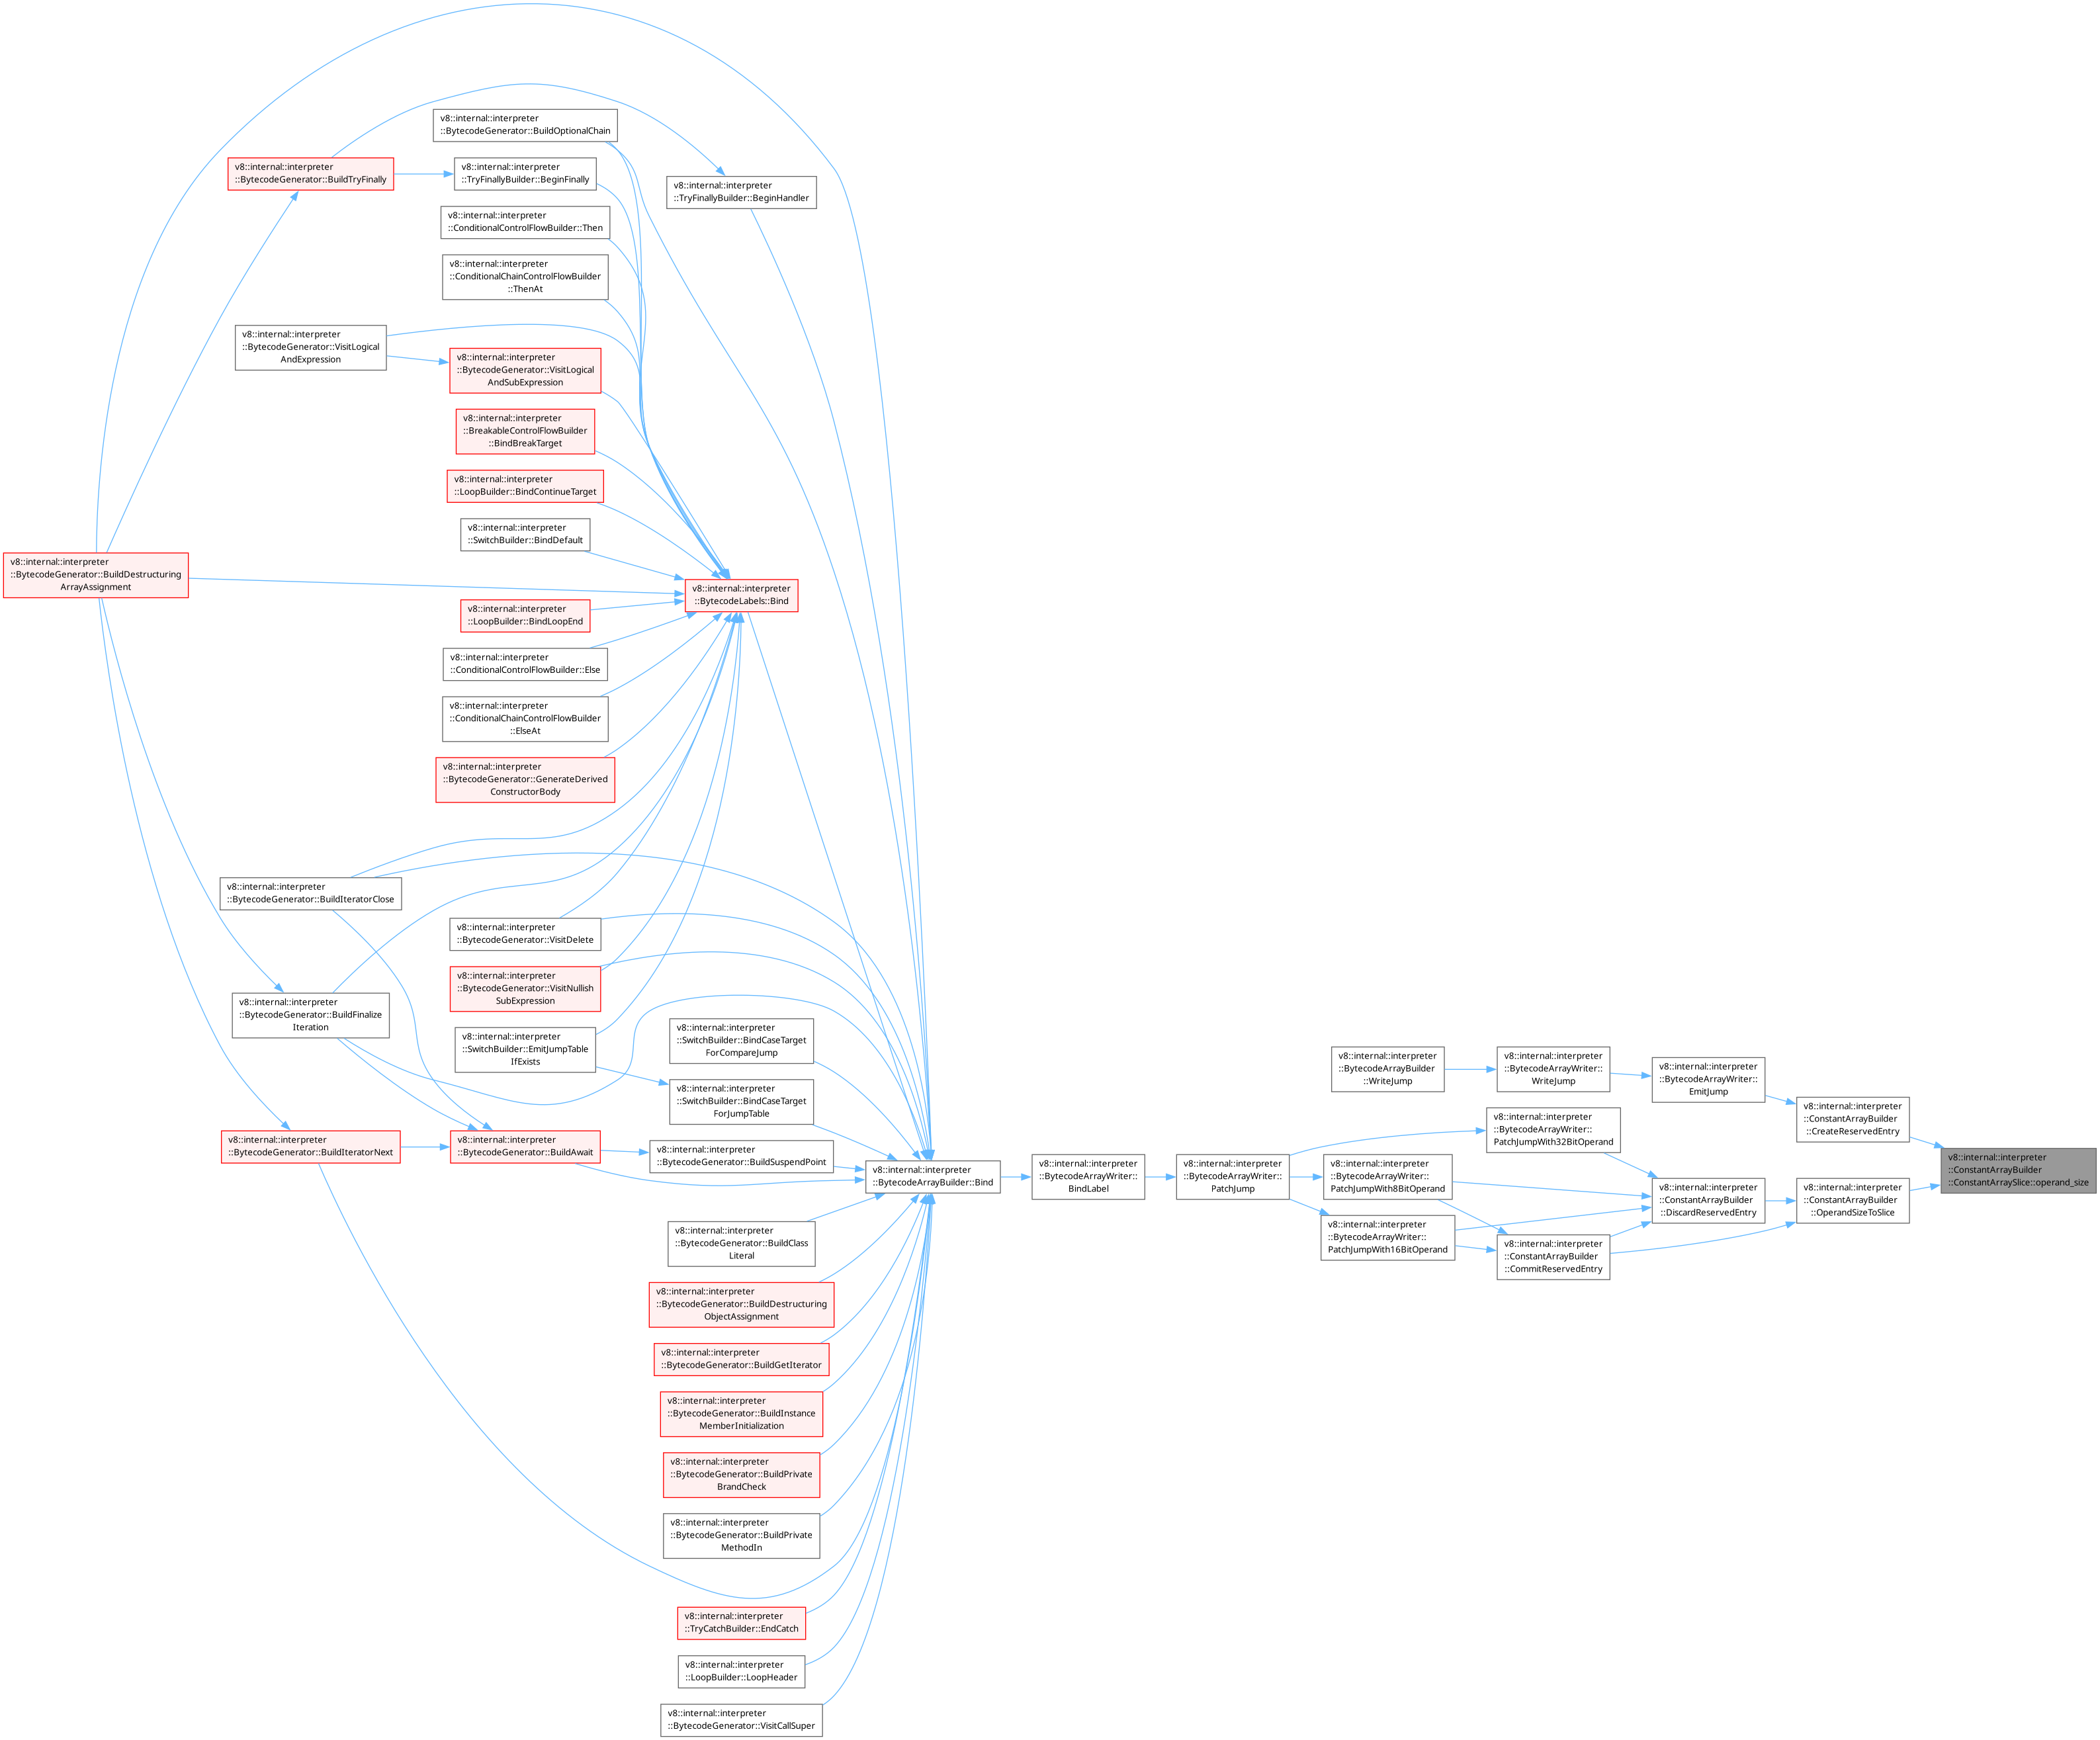 v8::internal::interpreter
::BytecodeGenerator::BuildOptionalChain
v8::internal::interpreter
::BytecodeGenerator::BuildTryFinally
v8::internal::interpreter
::TryFinallyBuilder::BeginFinally
v8::internal::interpreter
::TryFinallyBuilder::BeginHandler
v8::internal::interpreter
::ConditionalControlFlowBuilder::Then
v8::internal::interpreter
::ConditionalChainControlFlowBuilder
::ThenAt
v8::internal::interpreter
::BytecodeGenerator::VisitLogical
AndExpression
v8::internal::interpreter
::BytecodeGenerator::VisitLogical
AndSubExpression
v8::internal::interpreter
::BreakableControlFlowBuilder
::BindBreakTarget
v8::internal::interpreter
::LoopBuilder::BindContinueTarget
v8::internal::interpreter
::SwitchBuilder::BindDefault
v8::internal::interpreter
::BytecodeGenerator::BuildDestructuring
ArrayAssignment
v8::internal::interpreter
::BytecodeLabels::Bind
v8::internal::interpreter
::LoopBuilder::BindLoopEnd
v8::internal::interpreter
::ConditionalControlFlowBuilder::Else
v8::internal::interpreter
::ConditionalChainControlFlowBuilder
::ElseAt
v8::internal::interpreter
::BytecodeGenerator::GenerateDerived
ConstructorBody
v8::internal::interpreter
::BytecodeGenerator::BuildIteratorClose
v8::internal::interpreter
::BytecodeGenerator::VisitDelete
v8::internal::interpreter
::BytecodeGenerator::VisitNullish
SubExpression
v8::internal::interpreter
::BytecodeGenerator::BuildFinalize
Iteration
v8::internal::interpreter
::SwitchBuilder::EmitJumpTable
IfExists
v8::internal::interpreter
::SwitchBuilder::BindCaseTarget
ForCompareJump
v8::internal::interpreter
::SwitchBuilder::BindCaseTarget
ForJumpTable
v8::internal::interpreter
::BytecodeGenerator::BuildIteratorNext
v8::internal::interpreter
::BytecodeGenerator::BuildAwait
v8::internal::interpreter
::BytecodeGenerator::BuildSuspendPoint
v8::internal::interpreter
::BytecodeArrayBuilder::Bind
v8::internal::interpreter
::BytecodeArrayWriter::
BindLabel
v8::internal::interpreter
::BytecodeArrayWriter::
PatchJump
v8::internal::interpreter
::BytecodeArrayBuilder
::WriteJump
v8::internal::interpreter
::BytecodeArrayWriter::
WriteJump
v8::internal::interpreter
::BytecodeArrayWriter::
EmitJump
v8::internal::interpreter
::ConstantArrayBuilder
::CreateReservedEntry
v8::internal::interpreter
::BytecodeArrayWriter::
PatchJumpWith32BitOperand
v8::internal::interpreter
::BytecodeArrayWriter::
PatchJumpWith8BitOperand
v8::internal::interpreter
::BytecodeArrayWriter::
PatchJumpWith16BitOperand
v8::internal::interpreter
::ConstantArrayBuilder
::CommitReservedEntry
v8::internal::interpreter
::ConstantArrayBuilder
::DiscardReservedEntry
v8::internal::interpreter
::ConstantArrayBuilder
::OperandSizeToSlice
v8::internal::interpreter
::ConstantArrayBuilder
::ConstantArraySlice::operand_size
v8::internal::interpreter
::BytecodeGenerator::BuildClass
Literal
v8::internal::interpreter
::BytecodeGenerator::BuildDestructuring
ObjectAssignment
v8::internal::interpreter
::BytecodeGenerator::BuildGetIterator
v8::internal::interpreter
::BytecodeGenerator::BuildInstance
MemberInitialization
v8::internal::interpreter
::BytecodeGenerator::BuildPrivate
BrandCheck
v8::internal::interpreter
::BytecodeGenerator::BuildPrivate
MethodIn
v8::internal::interpreter
::TryCatchBuilder::EndCatch
v8::internal::interpreter
::LoopBuilder::LoopHeader
v8::internal::interpreter
::BytecodeGenerator::VisitCallSuper